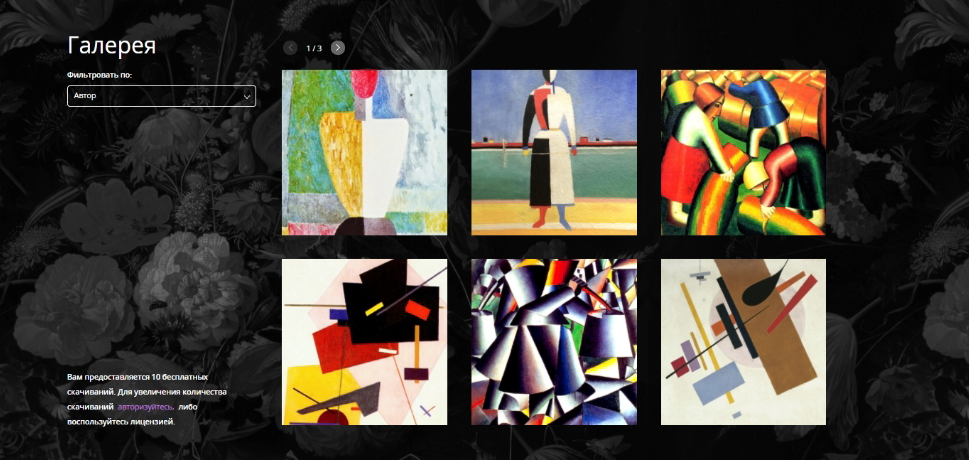 Галерея
1 / 3
Фильтровать по:
Автор
Вам предоставляется 10 бесплатных
скачиваний. Для увеличения количества
скачиваний авторизуйтесь. либо
воспользуйтесь лицензией.